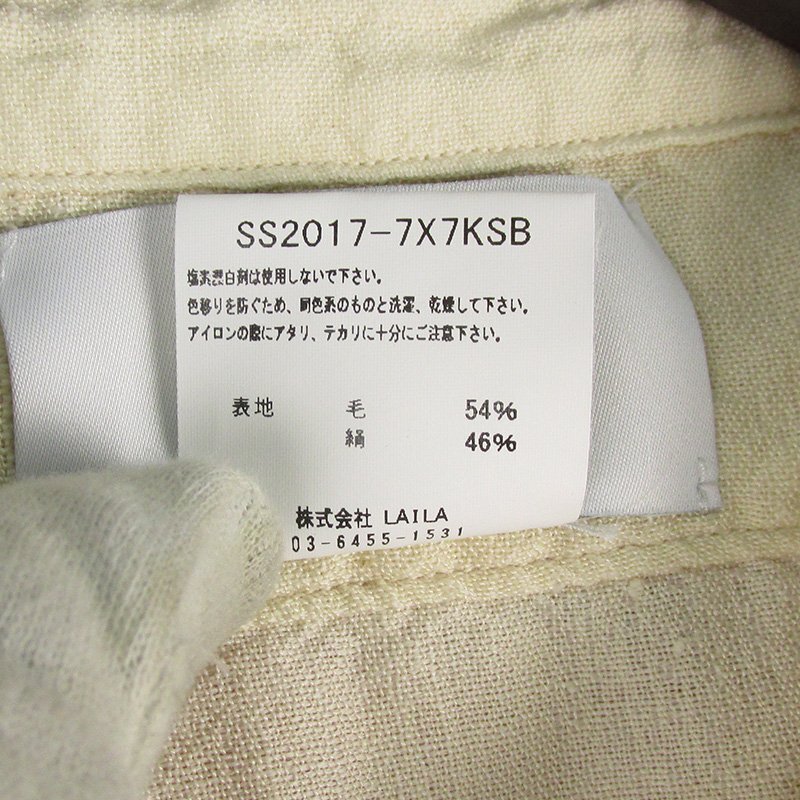 SS2017-7X7KSB
塩素漂白剤は使用しないで下さい。
色移りを防ぐため、同色系のものと洗濯、乾燥して下さい。
アイロンの際にアタリ、テカリに十分にご注意下さい。
表地 毛 54%
絹 46%
株式会社 LAILA
03-6455-1531